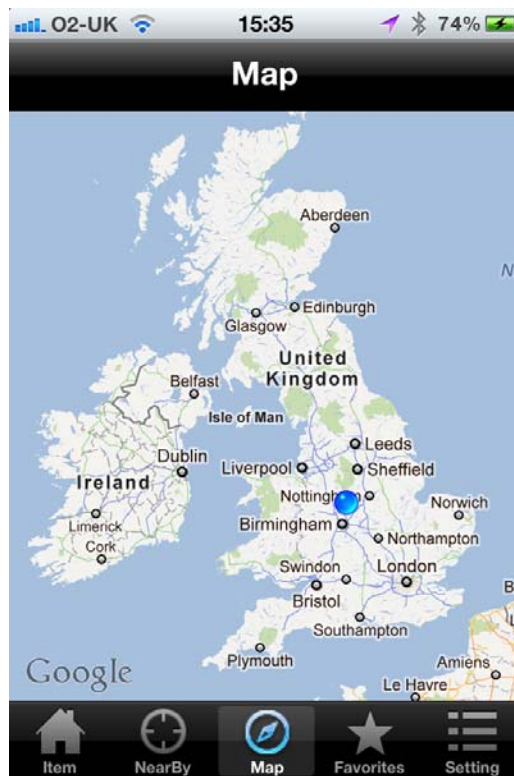 O2-UK 15:35 74%
Map
Aberdeen
Edinburgh
Glasgow
United
Kingdom
Belfast
Isle of Man
Leeds
Dublin
Liverpool
Sheffield
Ireland
Norwich
Limerick
Birmingham
Northampton
Cork
Swindon
London
Bristol
Southampton
Plymouth
Amiens
Google
Le Havre
Item NearBy Map Favorites Setting